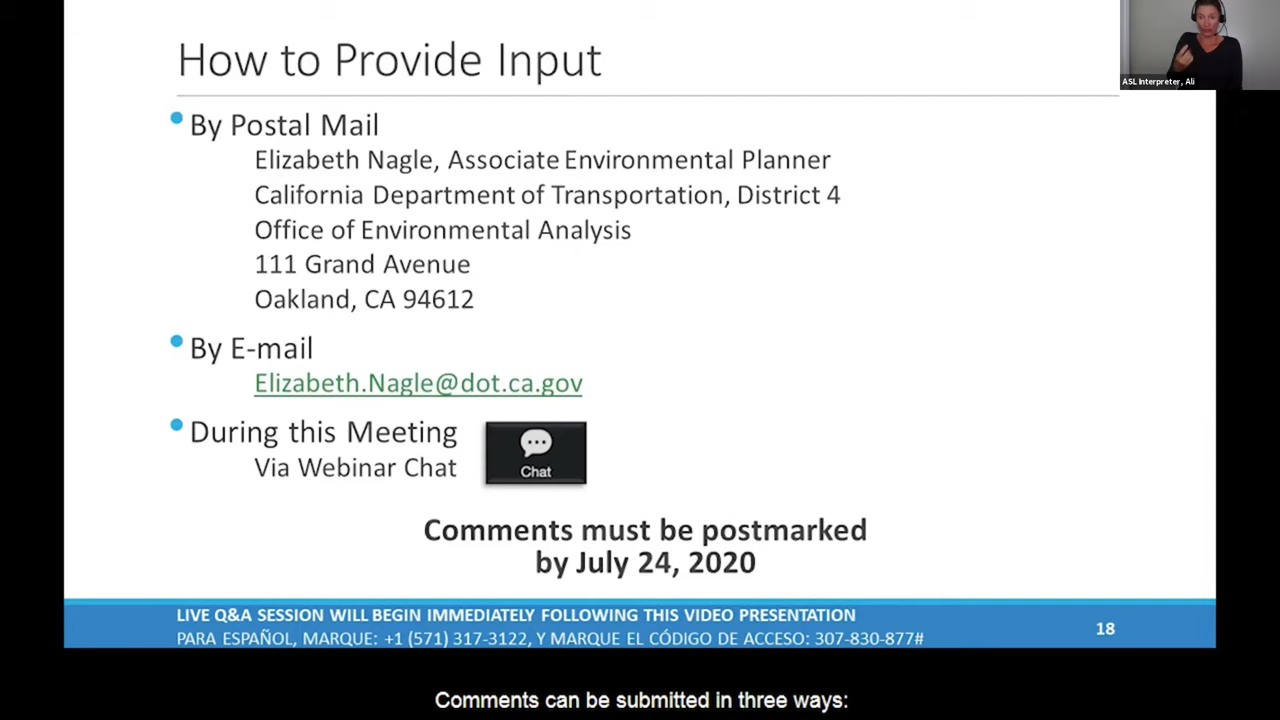 How to Provide Input
ASL Interpreter, Ali
By Postal Mail
Elizabeth Nagle, Associate Environmental Planner
California Department of Transportation, District 4
Office of Environmental Analysis
111 Grand Avenue
Oakland, CA 94612
By E-mail
Elizabeth.Nagle@dot.ca.gov
During this Meeting
Via Webinar Chat
Chat
Comments must be postmarked
by July 24, 2020
LIVE Q&A SESSION WILL BEGIN IMMEDIATELY FOLLOWING THIS VIDEO PRESENTATION
PARA ESPAÑOL, MARQUE: +1 (571) 317-3122, Y MARQUE EL CÓDIGO DE ACCESO: 307-830-877#
18
Comments can be submitted in three ways: